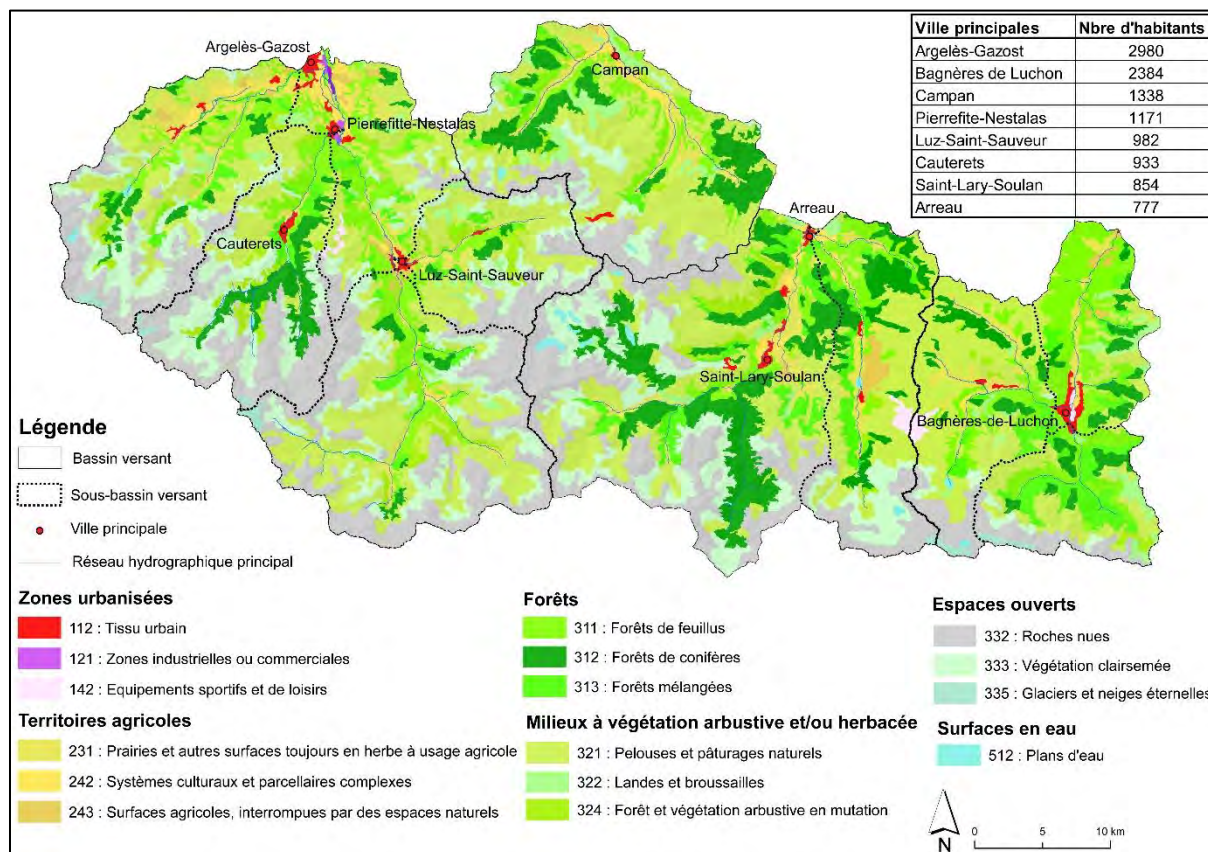 Ville principales Nbre d'habitants
Argelès-Gazost 2980
Bagnères de Luchon 2384
Campan 1338
Pierrefite-Nestalas 1171
Luz-Saint-Sauveur 982
Cauterets 933
Saint-Lary-Soulan 854
Arreau 777
Argelès-Gazost
Campan
Pierrefitte-Nestalas
Arreau
Cauterets
Luz-Saint-Sauveur
Saint-Lary-Soulan
Bagnères-de-Luchon
Légende
Bassin versant
Sous-bassin versant
Ville principale
Réseau hydrographique principal
Zones urbanisées
112 : Tissu urbain
121 : Zones industrielles ou commerciales
142 : Equipements sportifs et de loisirs
Territoires agricoles
231 : Prairies et autres surfaces toujours en herbe à usage agricole
242 : Systèmes culturaux et parcellaires complexes
243 : Surfaces agricoles, interrompues par des espaces naturels
Forêts
311 : Forêts de feuillus
312 : Forêts de conifères
313 : Forêts mélangées
Milieux à végétation arbustive et/ou herbacée
321 : Pelouses et pâturages naturels
322 : Landes et broussailles
324 : Forêt et végétation arbustive en mutation
Espaces ouverts
332 : Roches nues
333 : Végétation clairsemée
335 : Glaciers et neiges éternelles
Surfaces en eau
512 : Plans d'eau
N
0 5 10 km